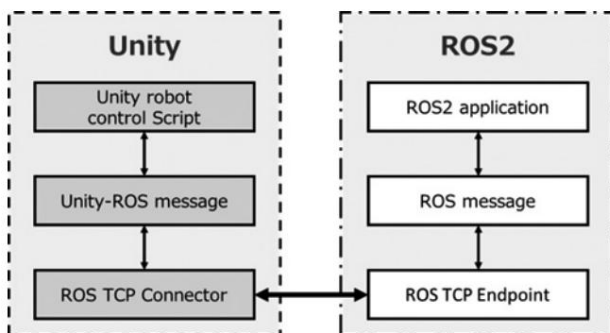 Unity
Unity robot
control Script
Unity-ROS message
ROS TCP Connector
ROS2
ROS2 application
ROS message
ROS TCP Endpoint